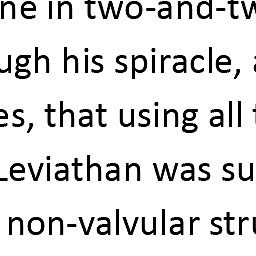 ne in two-and-tw
ugh his spiracle, a
es, that using all t
Leviathan was su
non-valvular stru